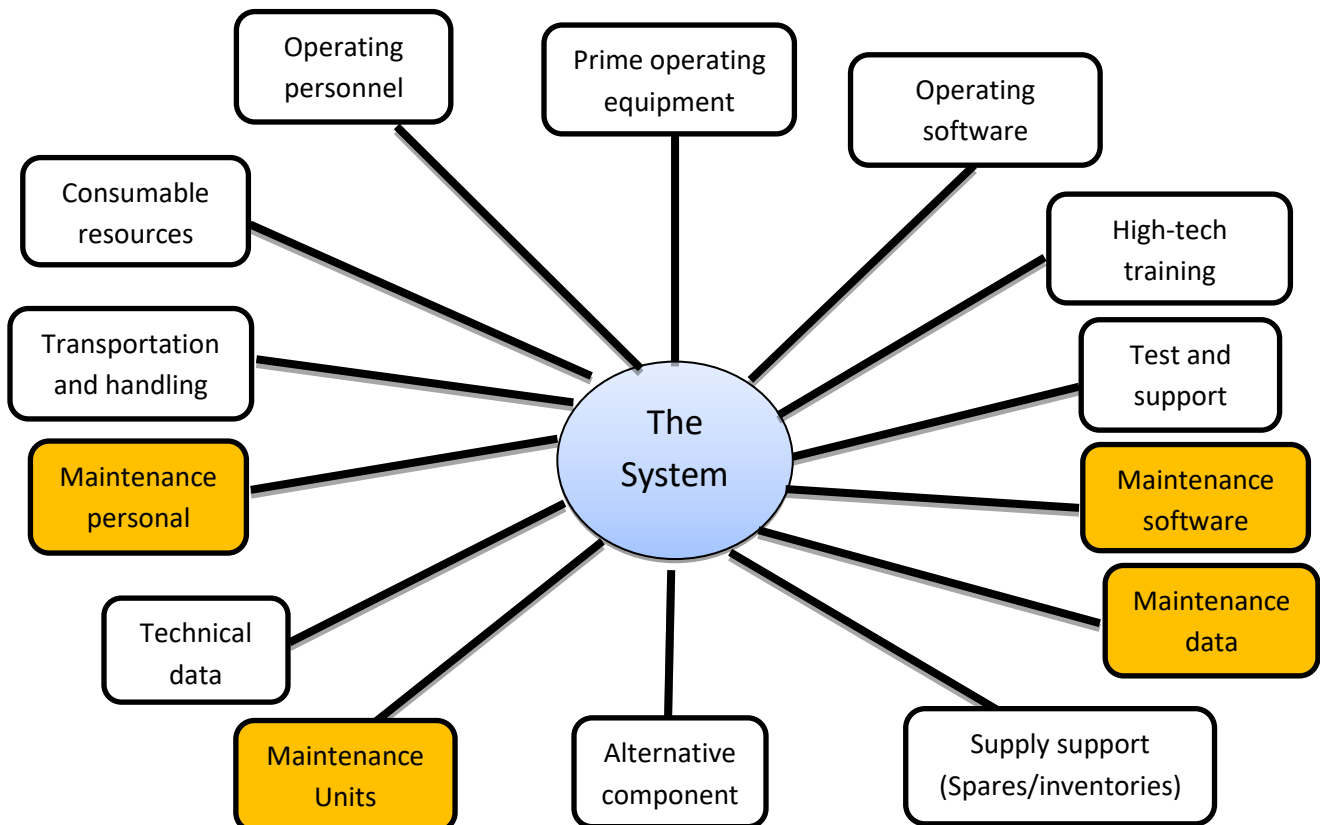 Operating
personnel
Prime operating
equipment
Operating
software
Consumable
resources
High-tech
training
Transportation
and handling
Test and
support
The
System
Maintenance
personal
Maintenance
software
Technical
data
Maintenance
data
Maintenance
Units
Alternative
component
Supply support
(Spares/inventories)